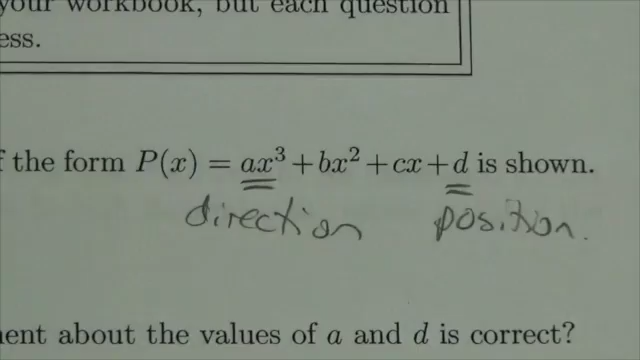 your workbook, but each question
ess.
f the form P(x) = ax³ + bx² + cx + d is shown.
direction position.
ment about the values of a and d is correct?